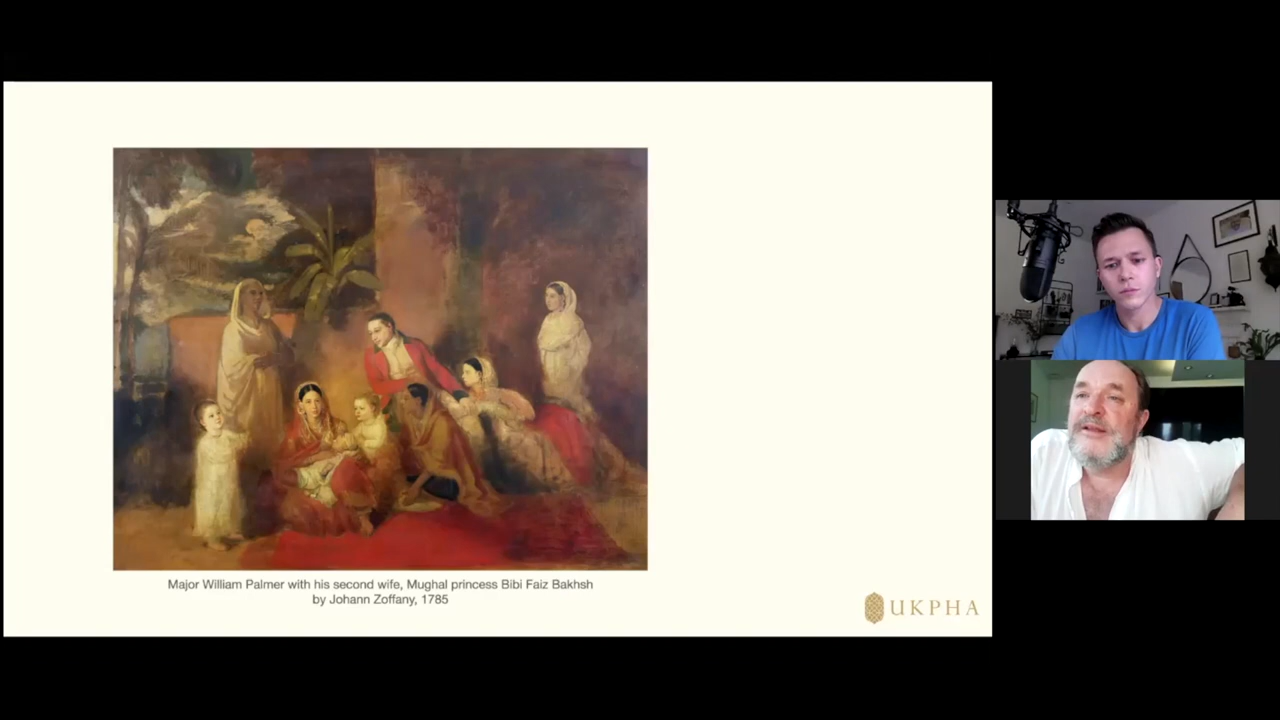 Major William Palmer with his second wife, Mughal princess Bibi Faiz Bakhsh
by Johann Zoffany, 1785
UKPHA